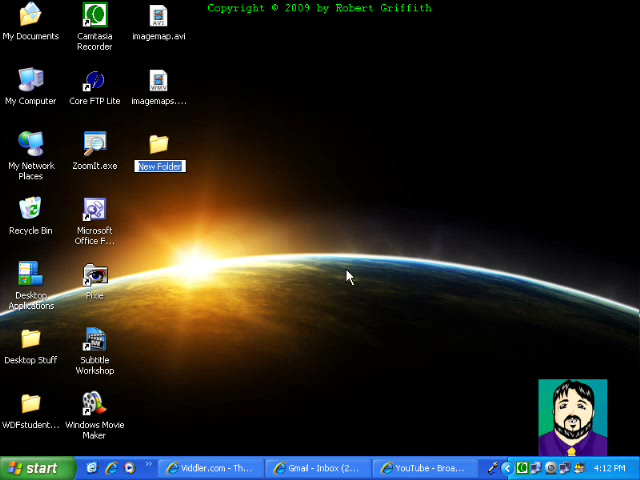 Copyright © 2009 by Robert Griffith
My Documents
Camtasia
Recorder
imagemap.avi
My Computer
Core FTP Lite
imagemaps....
My Network
Places
ZoomIt.exe
New Folder
Recycle Bin
Microsoft
Office F...
Desktop
Applications
Pixie
Desktop Stuff
Subtitle
Workshop
WDFstudent...
Windows Movie
Maker
start
Viddler.com - Th...
Gmail - Inbox (2...
YouTube - Broa...
4:12 PM